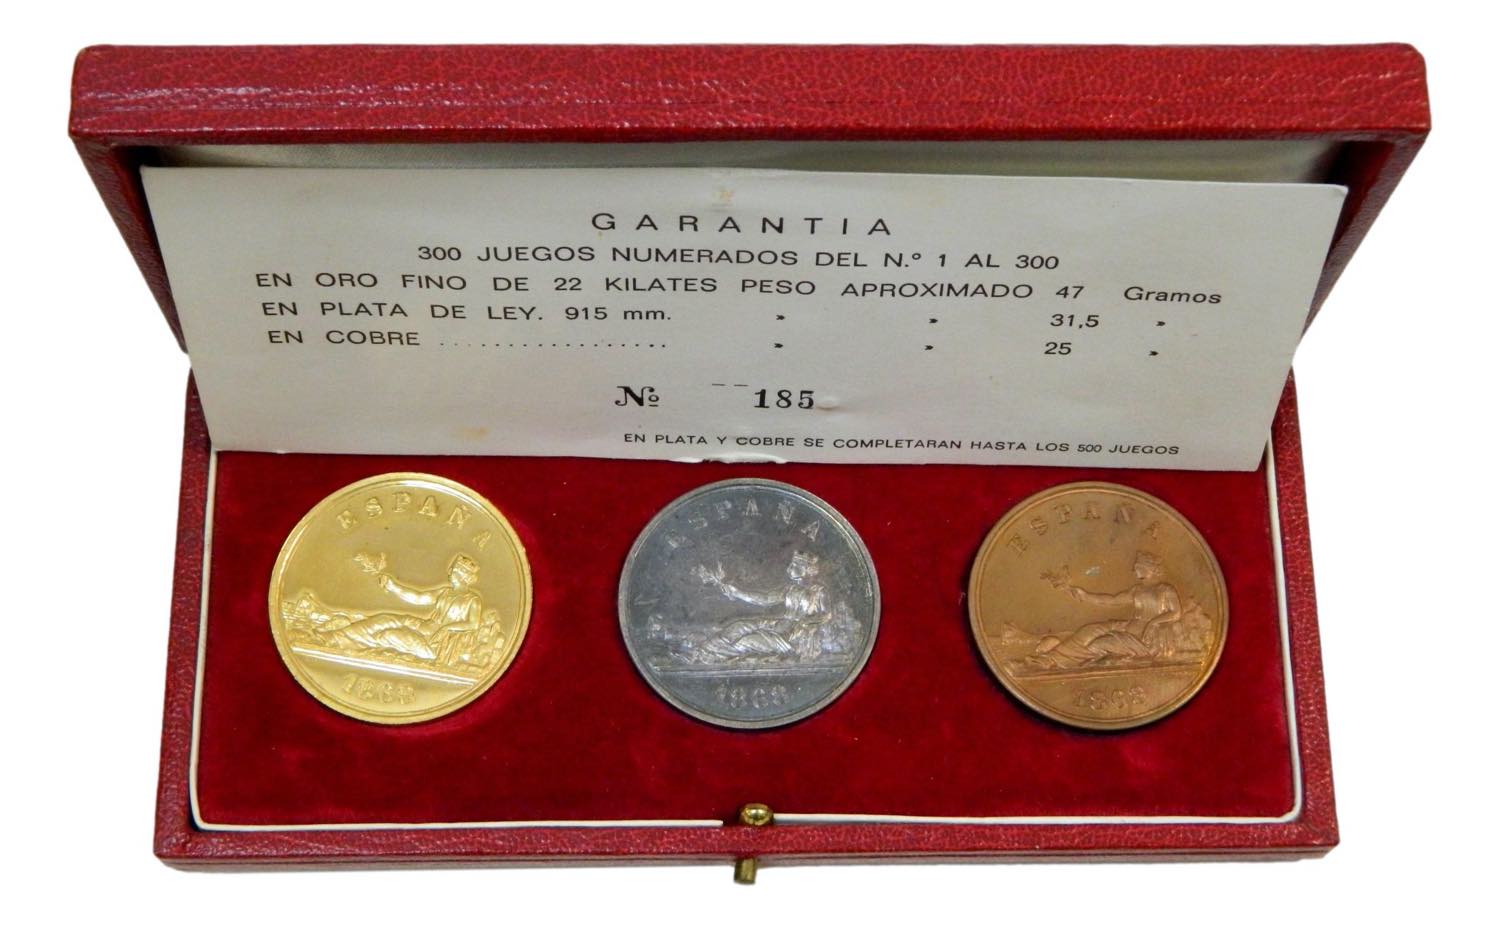 GARANTIA
300 JUEGOS NUMERADOS DEL N.º 1 AL 300
EN ORO FINO DE 22 KILATES PESO APROXIMADO 47 Gramos
EN PLATA DE LEY. 915 mm. » » 31,5 »
EN COBRE ................. » » 25 »
Nº 185
EN PLATA Y COBRE SE COMPLETARAN HASTA LOS 500 JUEGOS
ESPAÑA
1868
ESPAÑA
1868
ESPAÑA
1868